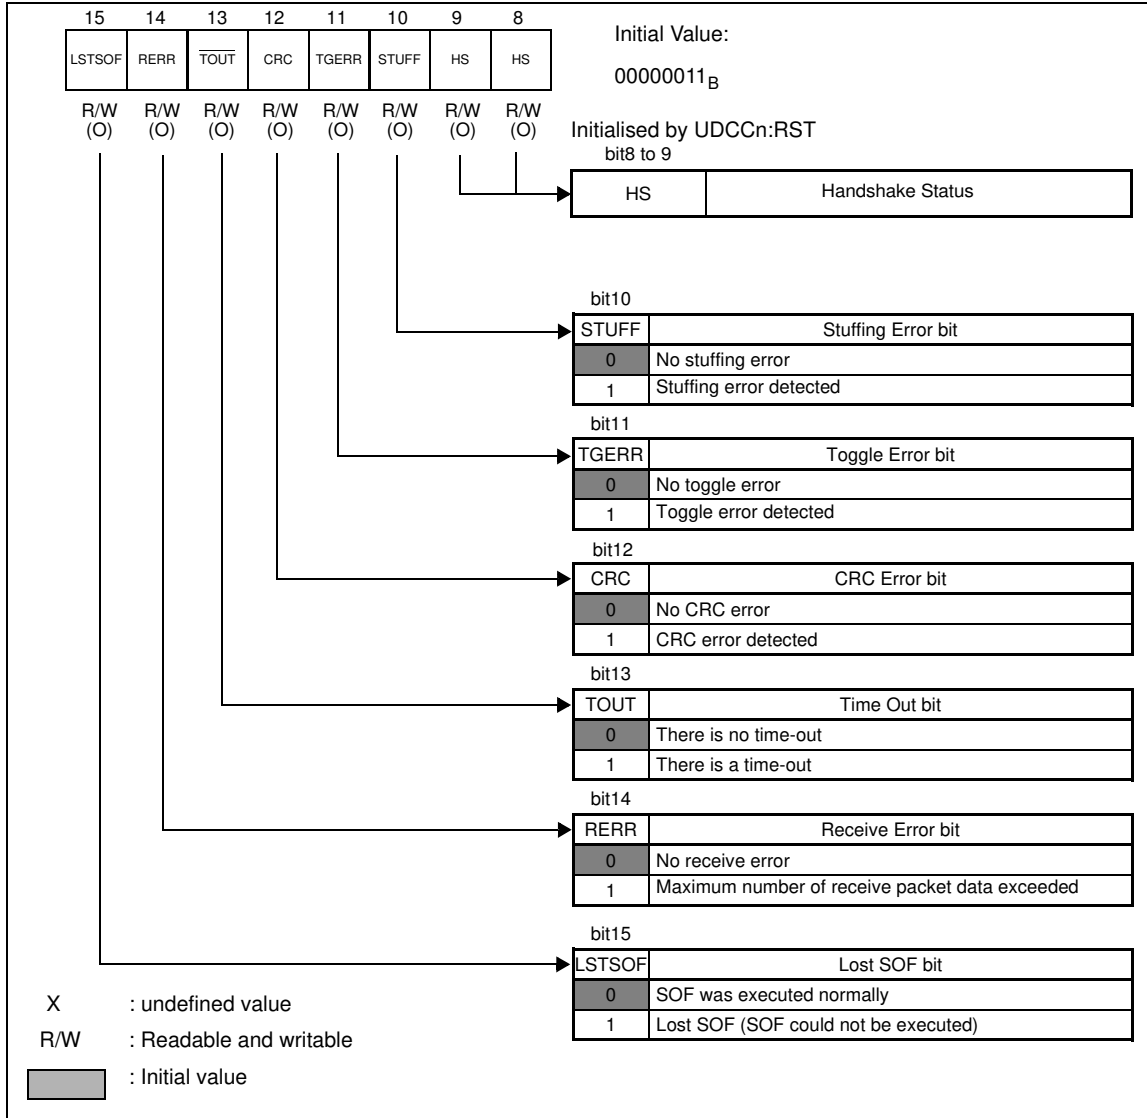 15 14 13 12 11 10 9 8
LSTSOF RERR TOUT CRC TGERR STUFF HS HS
R/W R/W R/W R/W R/W R/W R/W R/W
(O) (O) (O) (O) (O) (O) (O) (O)
Initial Value:
00000011B
Initialised by UDCCn:RST
bit8 to 9
HS Handshake Status
bit10
STUFF Stuffing Error bit
0 No stuffing error
1 Stuffing error detected
bit11
TGERR Toggle Error bit
0 No toggle error
1 Toggle error detected
bit12
CRC CRC Error bit
0 No CRC error
1 CRC error detected
bit13
TOUT Time Out bit
0 There is no time-out
1 There is a time-out
bit14
RERR Receive Error bit
0 No receive error
1 Maximum number of receive packet data exceeded
bit15
LSTSOF Lost SOF bit
0 SOF was executed normally
1 Lost SOF (SOF could not be executed)
X : undefined value
R/W : Readable and writable
: Initial value